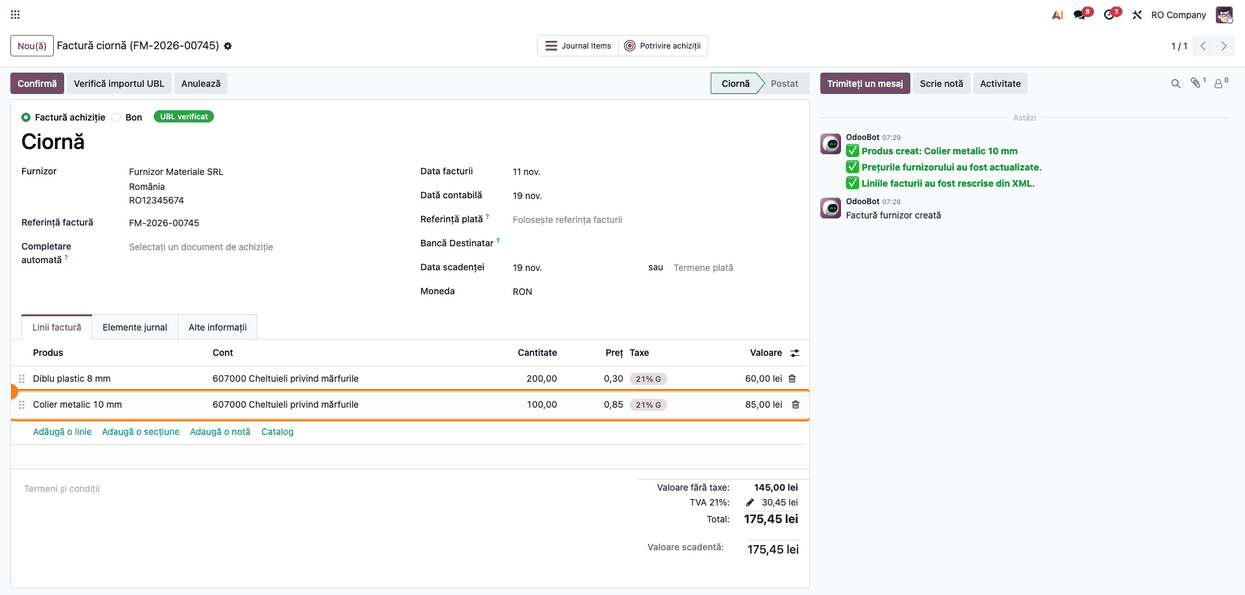 AI 8 3 RO Company
Nou(ă) Factură ciornă (FM-2026-00745) Journal Items Potrivire achiziții 1 / 1
Confirmă Verifică importul UBL Anulează Ciornă Postat Trimiteți un mesaj Scrie notă Activitate 1 0
Factură achiziție Bon UBL verificat
Ciornă
Furnizor Furnizor Materiale SRL
România
RO12345674
Referință factură FM-2026-00745
Completare automată ? Selectați un document de achiziție
Data facturii 11 nov.
Dată contabilă 19 nov.
Referință plată ? Folosește referința facturii
Bancă Destinatar ?
Data scadenței 19 nov. sau Termene plată
Moneda RON
Linii factură Elemente jurnal Alte informații
Produs Cont Cantitate Preț Taxe Valoare
Diblu plastic 8 mm 607000 Cheltuieli privind mărfurile 200,00 0,30 21% G 60,00 lei
Colier metalic 10 mm 607000 Cheltuieli privind mărfurile 100,00 0,85 21% G 85,00 lei
Adăugă o linie Adaugă o secțiune Adaugă o notă Catalog
Termeni și condiții
Valoare fără taxe: 145,00 lei
TVA 21%: 30,45 lei
Total: 175,45 lei
Valoare scadentă: 175,45 lei
Astăzi
OdooBot 07:29
Produs creat: Colier metalic 10 mm
Prețurile furnizorului au fost actualizate.
Liniile facturii au fost rescrise din XML.
OdooBot 07:28
Factură furnizor creată